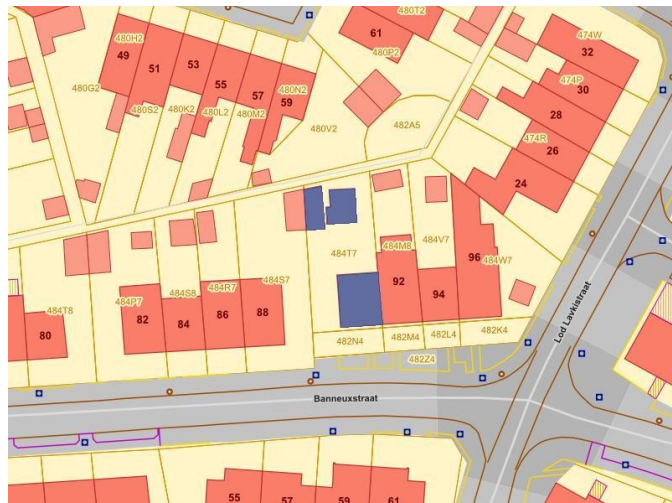 480T2
480H2
61
474W
49
51
53
55
57
480N2
59
480P2
32
474P
30
480G2
480S2
480K2
480L2
480M2
480V2
482A5
28
474R
26
24
484T7
484M8
484V7
96
484W7
484T8
80
484P7
82
484S8
84
484R7
86
484S7
88
92
94
482N4
482M4
482L4
482K4
482Z4
Lod Lavkistraat
Banneuxstraat
55
57
59
61